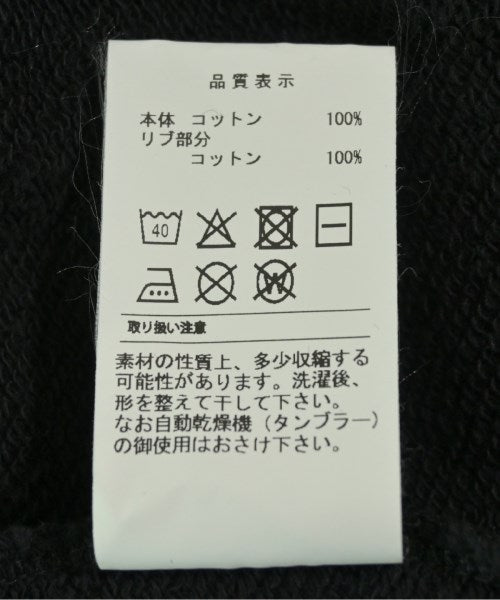 品質表示
本体 コットン 100%
リブ部分
コットン 100%
40
W
取り扱い注意
素材の性質上、多少収縮する
可能性があります。洗濯後、
形を整えて干して下さい。
なお自動乾燥機（タンブラー）
の御使用はおさけ下さい。